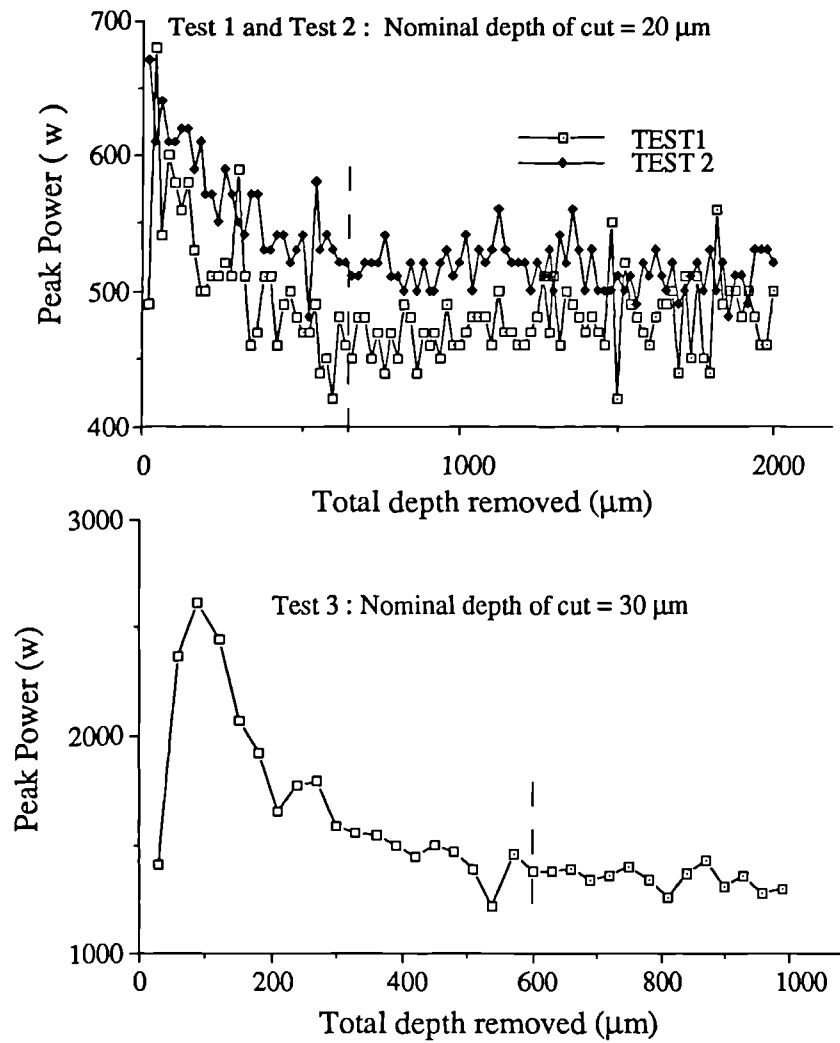 Test 1 and Test 2 : Nominal depth of cut = 20 μm
700
600
500
400
Peak Power ( w )
TEST1
TEST 2
0
1000
2000
Total depth removed (μm)
3000
2000
1000
Peak Power (w)
Test 3 : Nominal depth of cut = 30 μm
0
200
400
600
800
1000
Total depth removed (μm)